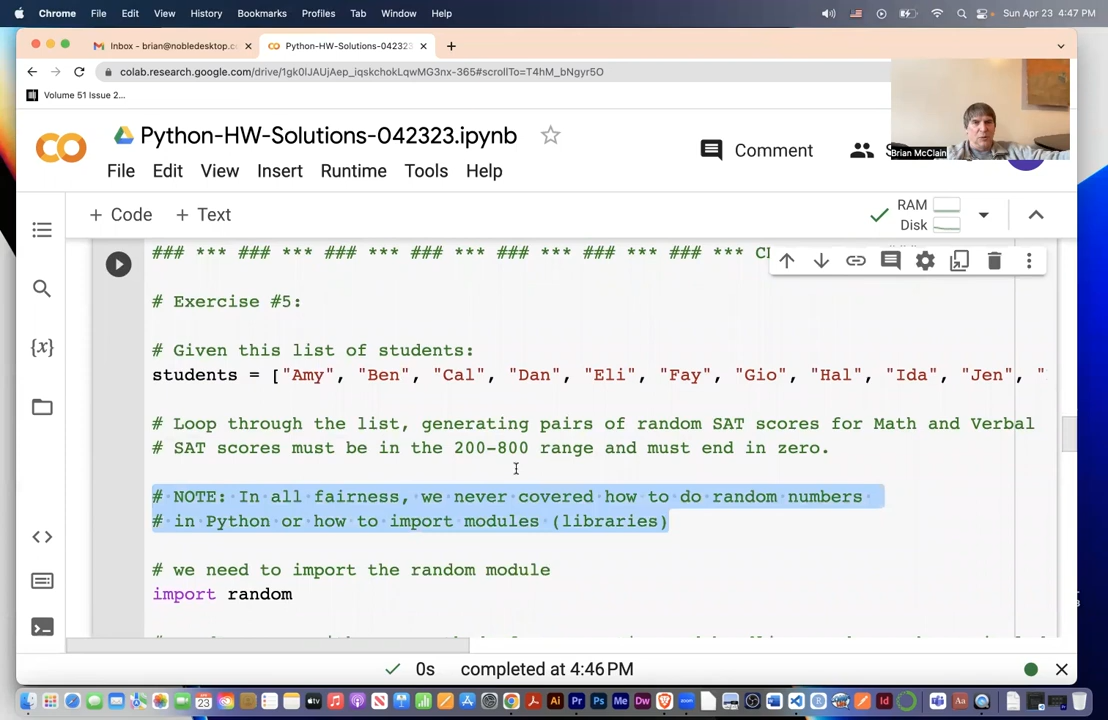 Chrome File Edit View History Bookmarks Profiles Tab Window Help Sun Apr 23 4:47 PM
Inbox - brian@nobledesktop.c Python-HW-Solutions-042323
colab.research.google.com/drive/1gk0lJAUjAep_iqskchokLqwMG3nx-365#scrollTo=T4hM_bNgyr5O
Volume 51 Issue 2...
Python-HW-Solutions-042323.ipynb
Comment
Brian McClain
File Edit View Insert Runtime Tools Help
+ Code + Text
RAM
Disk
### *** ### *** ### *** ### *** ### *** ### *** ### ***
# Exercise #5:
# Given this list of students:
students = ["Amy", "Ben", "Cal", "Dan", "Eli", "Fay", "Gio", "Hal", "Ida", "Jen", "
# Loop through the list, generating pairs of random SAT scores for Math and Verbal
# SAT scores must be in the 200-800 range and must end in zero.
# NOTE: In all fairness, we never covered how to do random numbers
# in Python or how to import modules (libraries)
# we need to import the random module
import random
0s completed at 4:46 PM